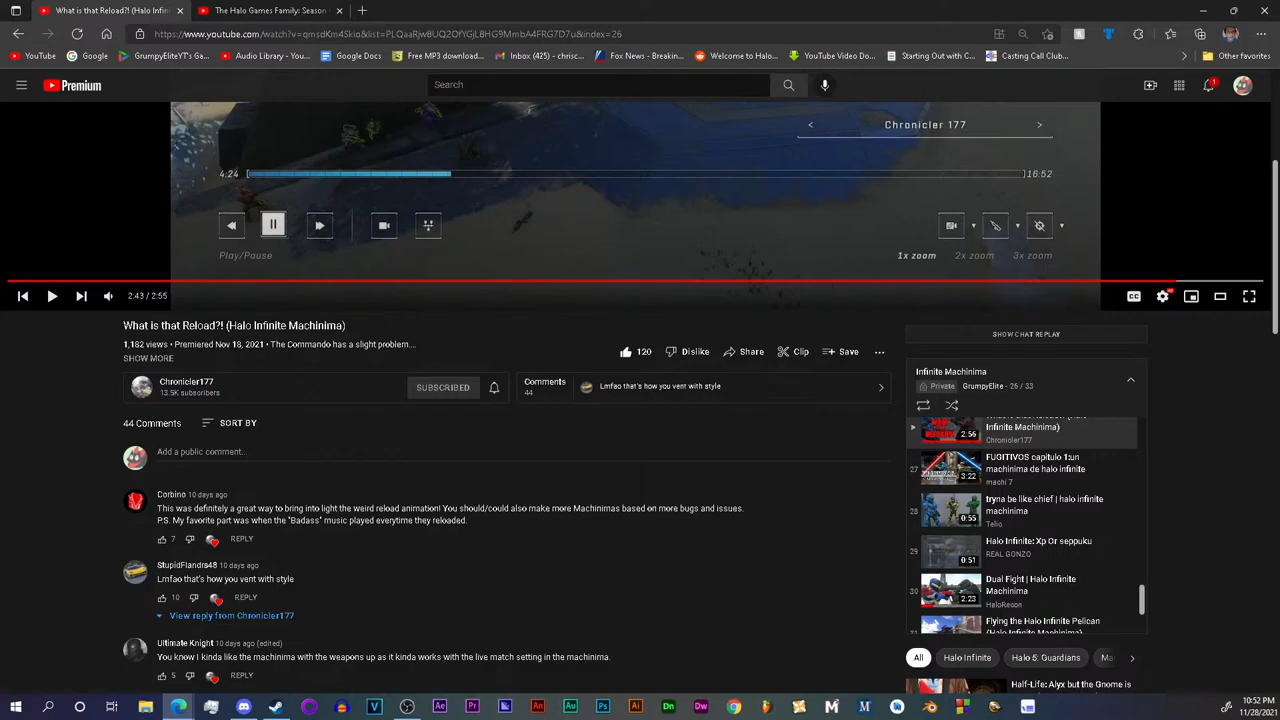 What is that Reload?! (Halo Infin
The Halo Games Family: Season
https://www.youtube.com/watch?v=qmsdKm4Skio&list=PLQaaRjwBUQ2OfYGjLBHG9MmbA4FRG7D7u&index=26
YouTube
Google
GrumpyEliteYT's Ga...
Audio Library - You...
Google Docs
Free MP3 download...
Inbox (425) - chrisc...
Fox News - Breakin...
Welcome to Halo...
YouTube Video Do...
Starting Out with C...
Casting Call Club...
Other favorites
Premium
Search
1
Chronicler 177
4:24
16:52
Play/Pause
1x zoom 2x zoom 3x zoom
2:43 / 2:55
What is that Reload?! (Halo Infinite Machinima)
1,182 views • Premiered Nov 18, 2021 • The Commando has a slight problem....
SHOW MORE
120
Dislike
Share
Clip
Save
Chronicler177
13.5K subscribers
SUBSCRIBED
Comments
44
Lmfao that's how you vent with style
44 Comments
SORT BY
Add a public comment...
Corbino 10 days ago
This was definitely a great way to bring into light the weird reload animation! You should/could also make more Machinimas based on more bugs and issues.
P.S. My favorite part was when the "Badass" music played everytime they reloaded.
7
REPLY
StupidFlandrs48 10 days ago
Lmfao that's how you vent with style
10
REPLY
View reply from Chronicler177
Ultimate Knight 10 days ago (edited)
You know I kinda like the machinima with the weapons up as it kinda works with the live match setting in the machinima.
5
REPLY
SHOW CHAT REPLAY
Infinite Machinima
Private
GrumpyElite - 26 / 33
Infinite Machinima)
Chronicler177
2:56
27
FUGITIVOS capitulo 1:un
machinima de halo infinite
machi 7
3:22
28
tryna be like chief | halo infinite
machinima
Telio
0:55
29
Halo Infinite: Xp Or seppuku
REAL GONZO
0:51
30
Dual Fight | Halo Infinite
Machinima
HaloRecon
2:23
Flying the Halo Infinite Pelican
(Halo Infinite Machinima)
All
Halo Infinite
Halo 5: Guardians
Ma
Half-Life: Alyx but the Gnome is
10:52 PM
11/28/2021